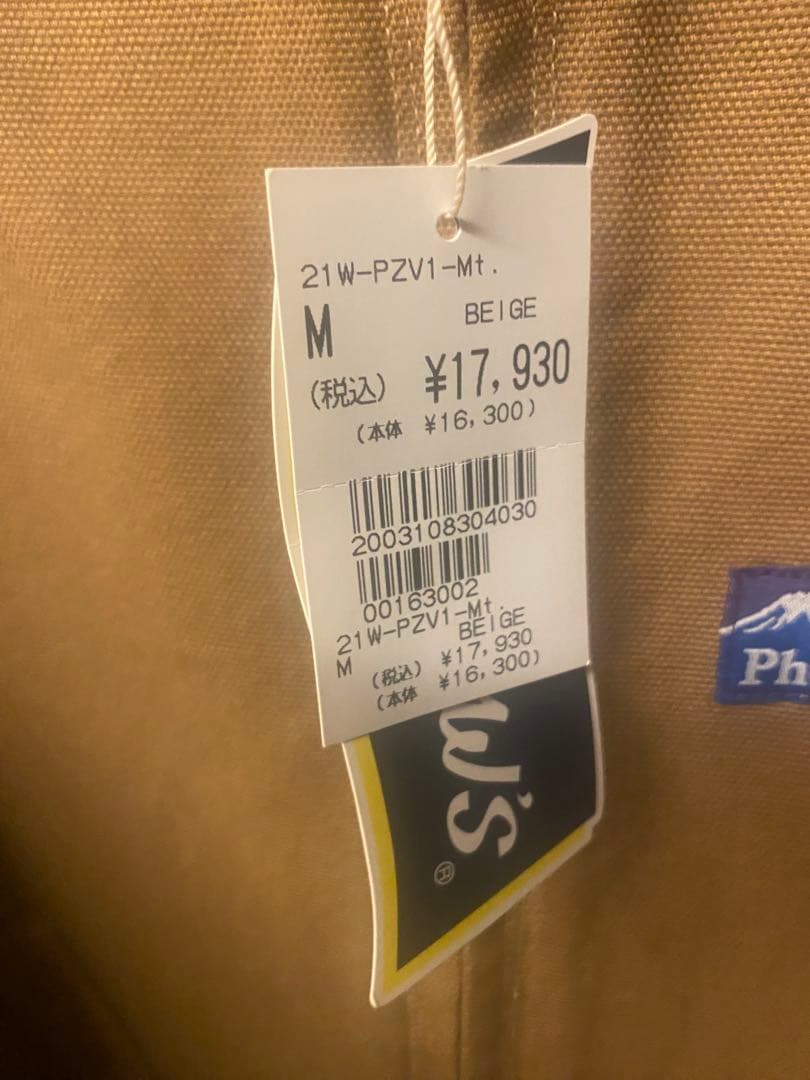 21W-PZV1-Mt.
M BEIGE
(税込) ¥17,930
(本体 ¥16,300)
2003108304030
00163002
21W-PZV1-Mt.
M BEIGE
(税込) ¥17,930
(本体 ¥16,300)
w's
®
Ph